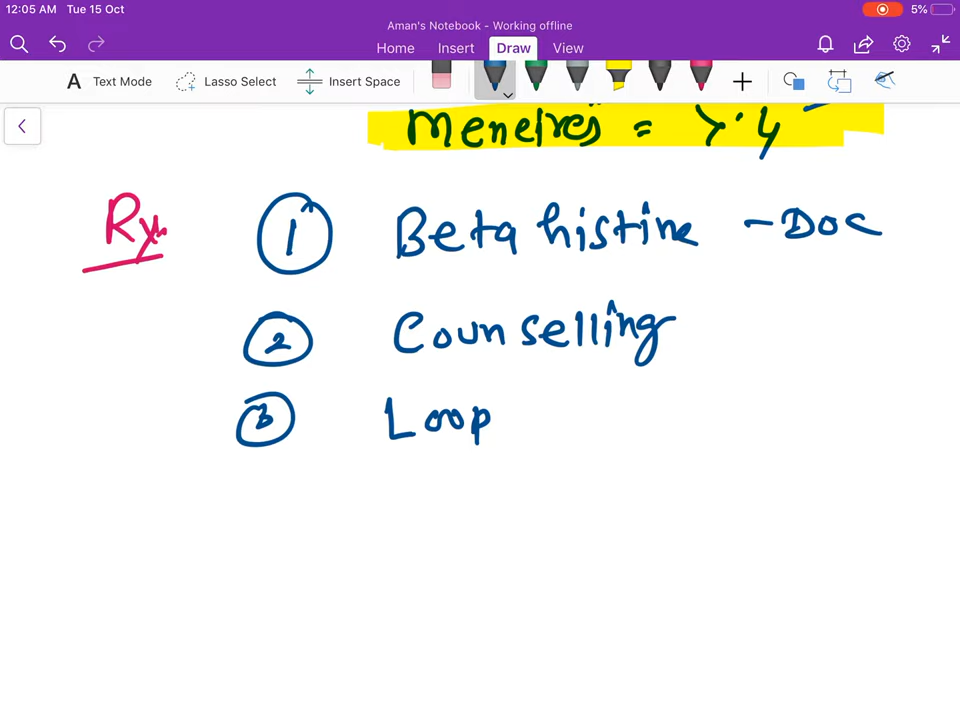 12:05 AM Tue 15 Oct 5%
Aman's Notebook - Working offline
Home Insert Draw View
A Text Mode Lasso Select Insert Space
= >.4
Rx 1 Betahistine - DOC
2 Counselling
3 Loop